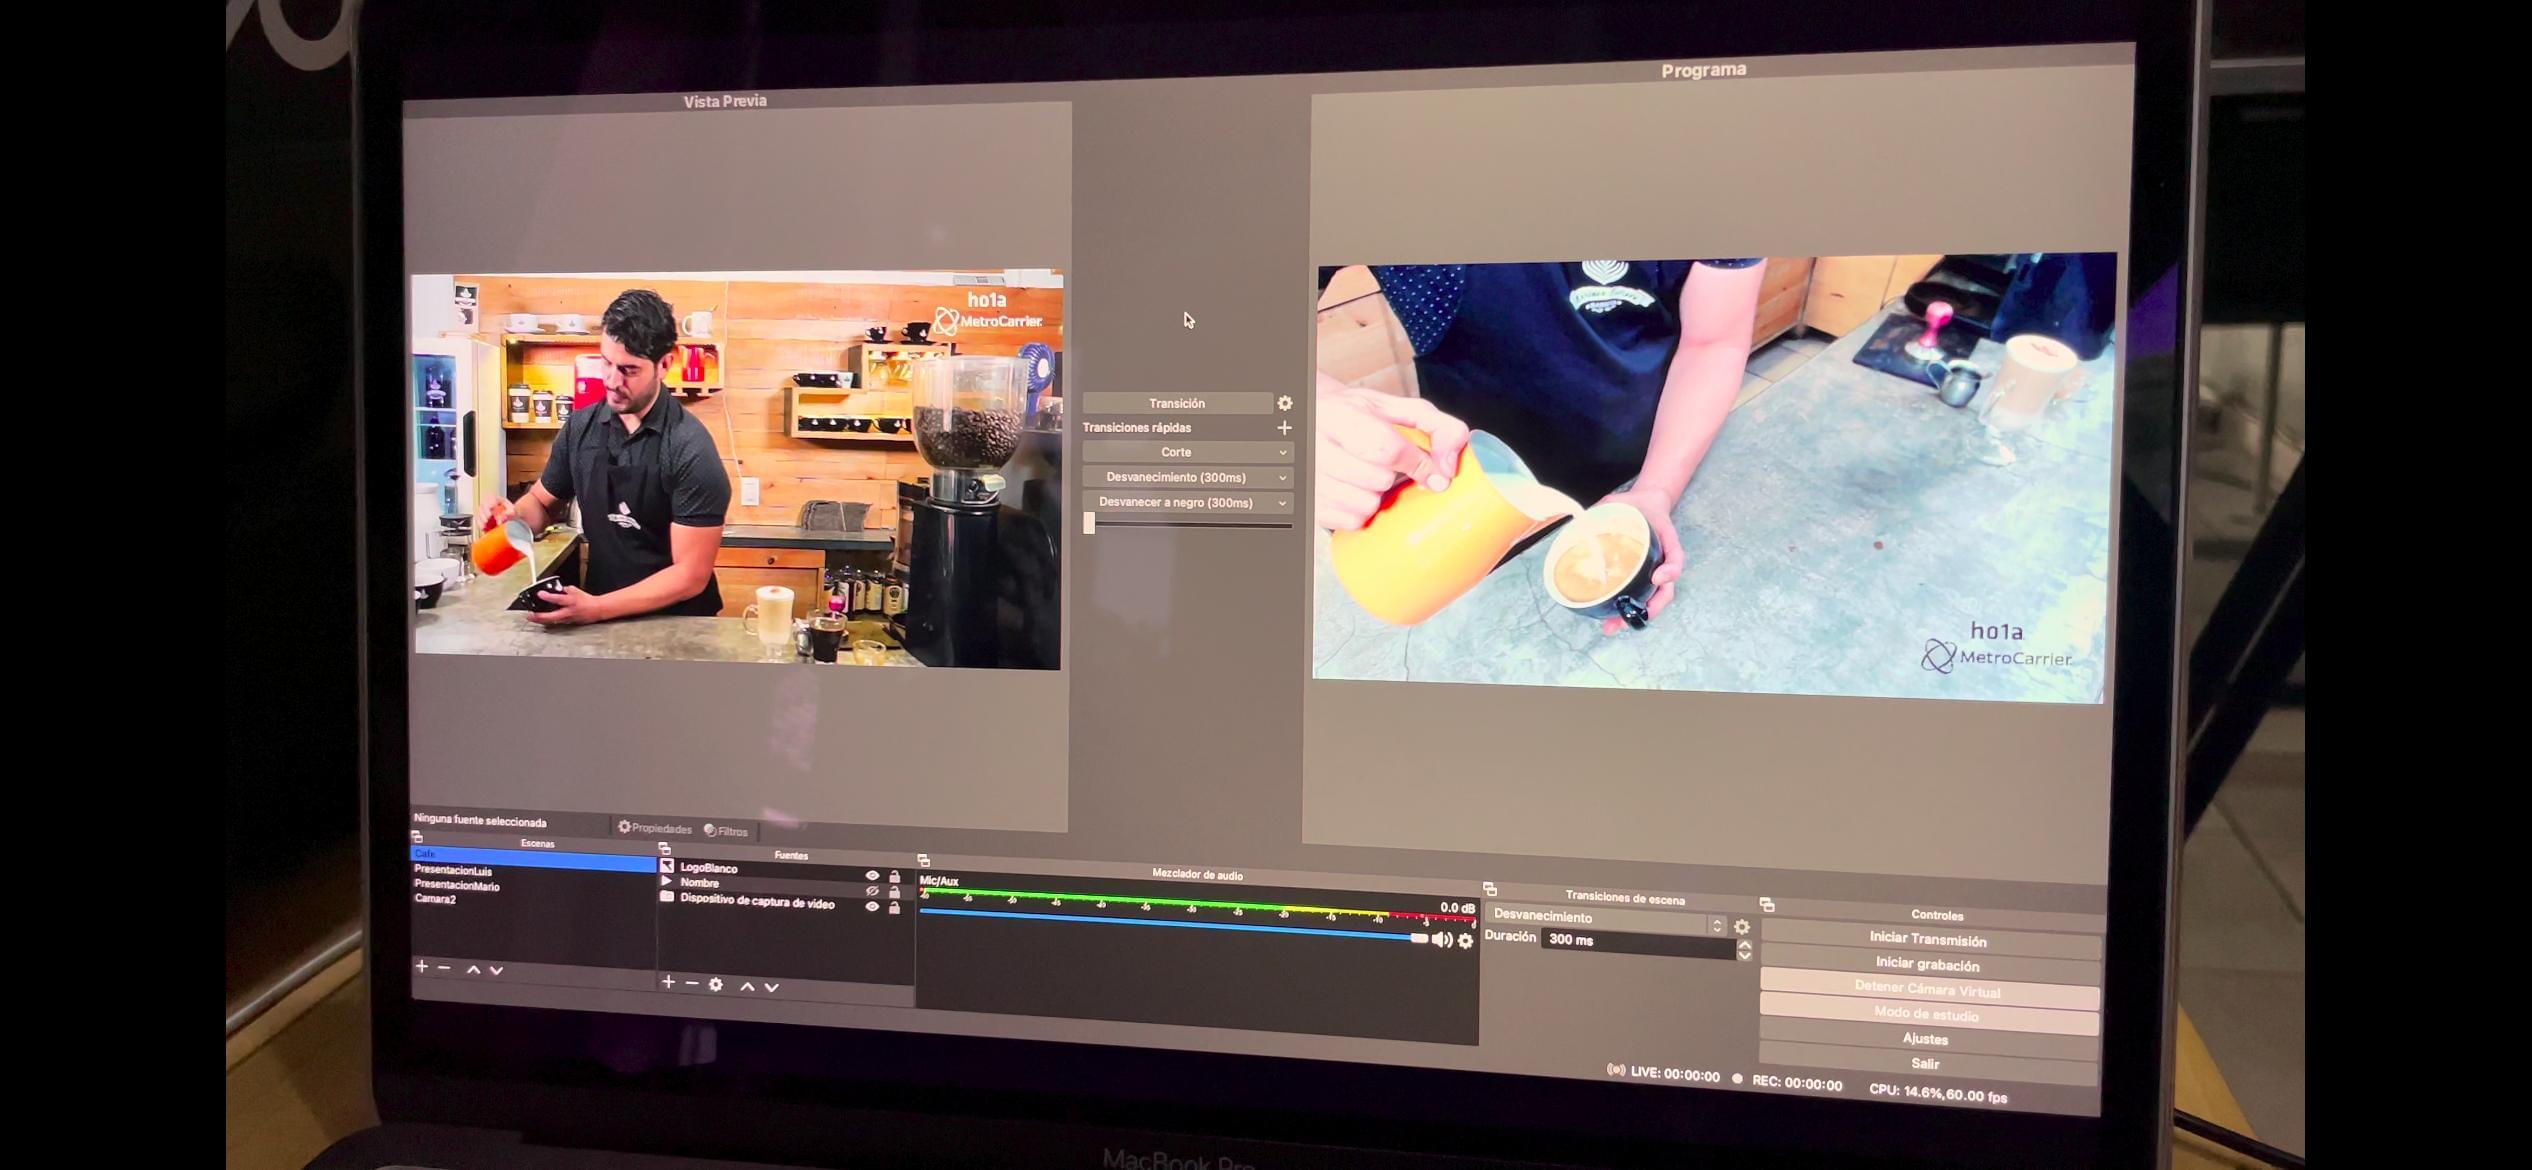 Vista Previa
Programa
ho1a
MetroCarrier
Transición
Transiciones rápidas
Corte
Desvanecimiento (300ms)
Desvanecer a negro (300ms)
ho1a
MetroCarrier
Ninguna fuente seleccionada
Propiedades
Filtros
Escenas
Cafe
PresentacionLuis
PresentacionMario
Camara2
Fuentes
LogoBlanco
Nombre
Dispositivo de captura de video
Mezclador de audio
Mic/Aux
0.0 dB
Transiciones de escena
Desvanecimiento
Duración 300 ms
Controles
Iniciar Transmisión
Iniciar grabación
Detener Cámara Virtual
Modo de estudio
Ajustes
Salir
LIVE: 00:00:00 REC: 00:00:00 CPU: 14.6%,60.00 fps
MacBook Pro